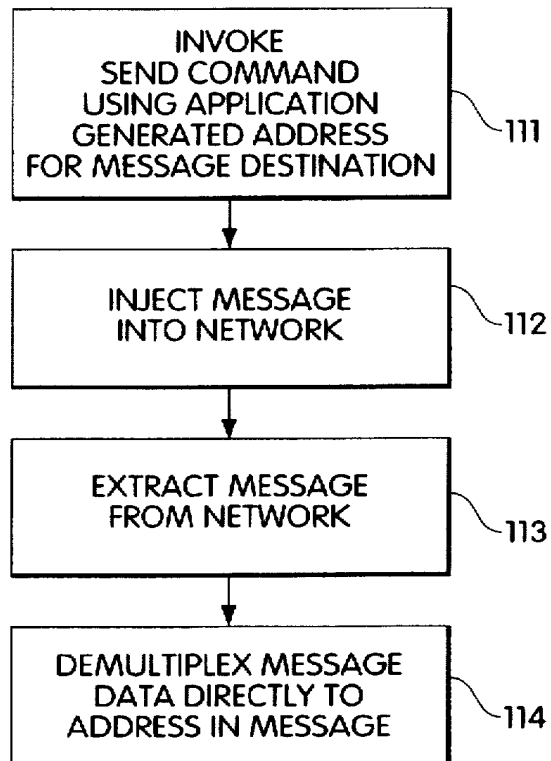 INVOKE
SEND COMMAND
USING APPLICATION
GENERATED ADDRESS
FOR MESSAGE DESTINATION
111
INJECT MESSAGE
INTO NETWORK
112
EXTRACT MESSAGE
FROM NETWORK
113
DEMULTIPLEX MESSAGE
DATA DIRECTLY TO
ADDRESS IN MESSAGE
114